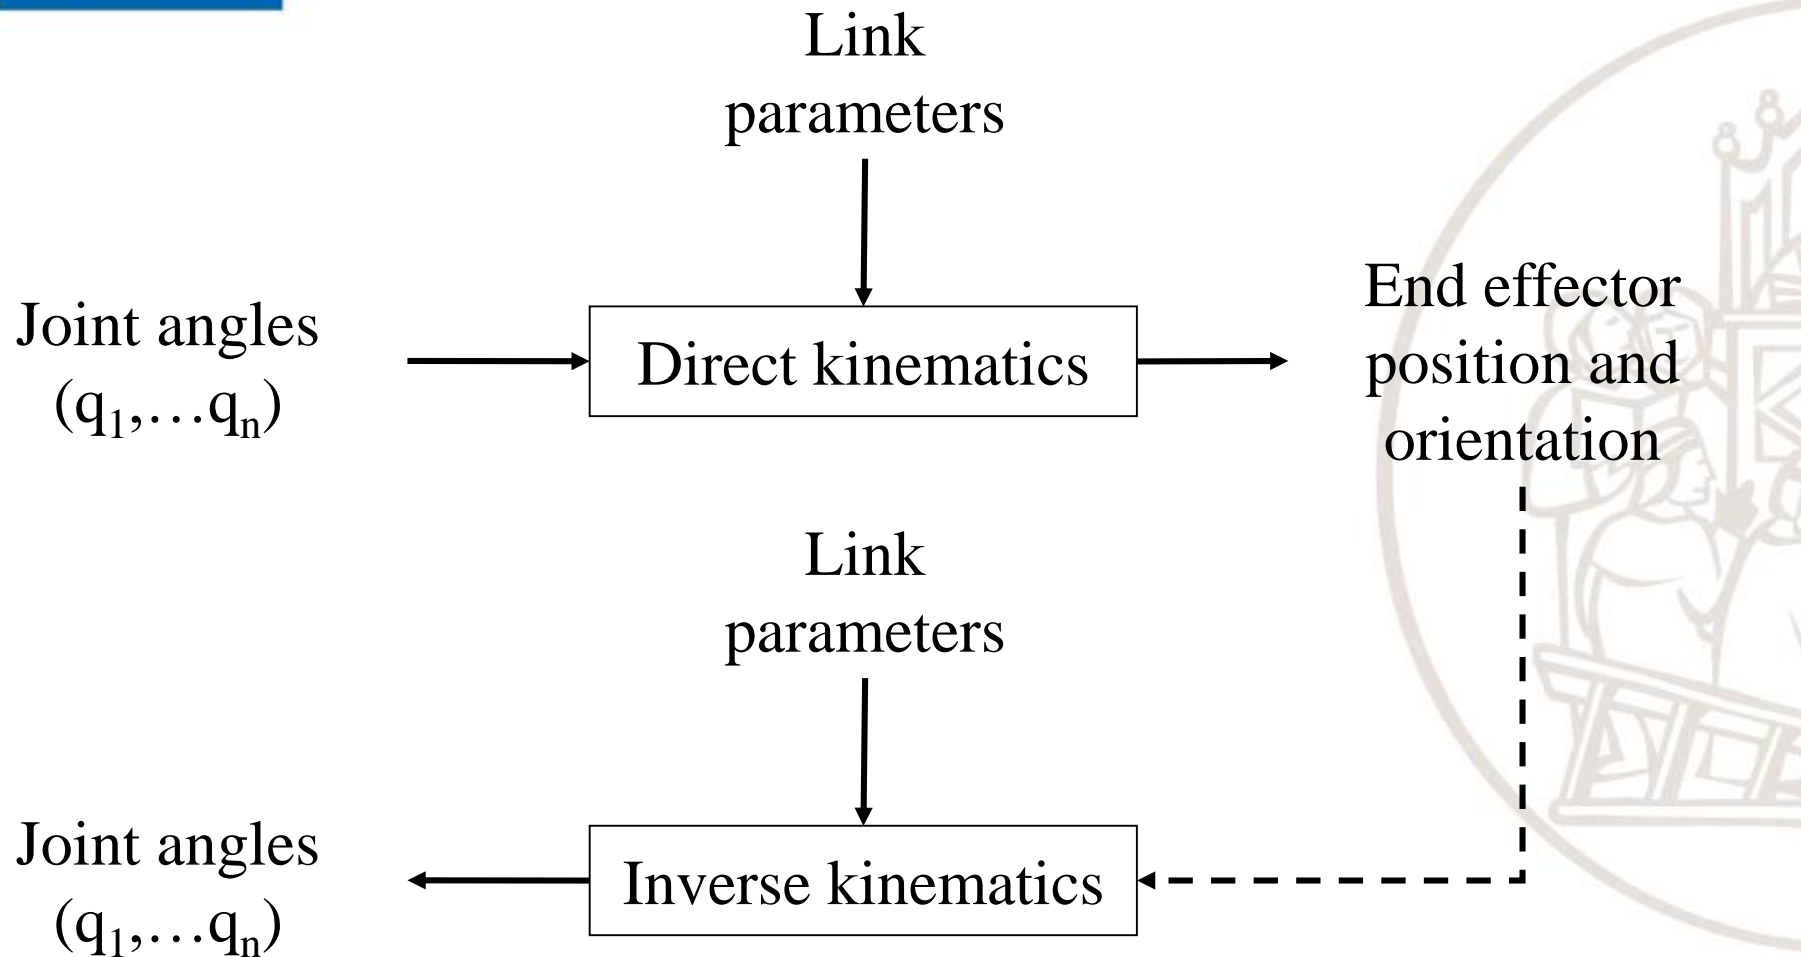 Link
parameters
Joint angles
(q₁,…qₙ)
Direct kinematics
End effector
position and
orientation
Link
parameters
Joint angles
(q₁,…qₙ)
Inverse kinematics